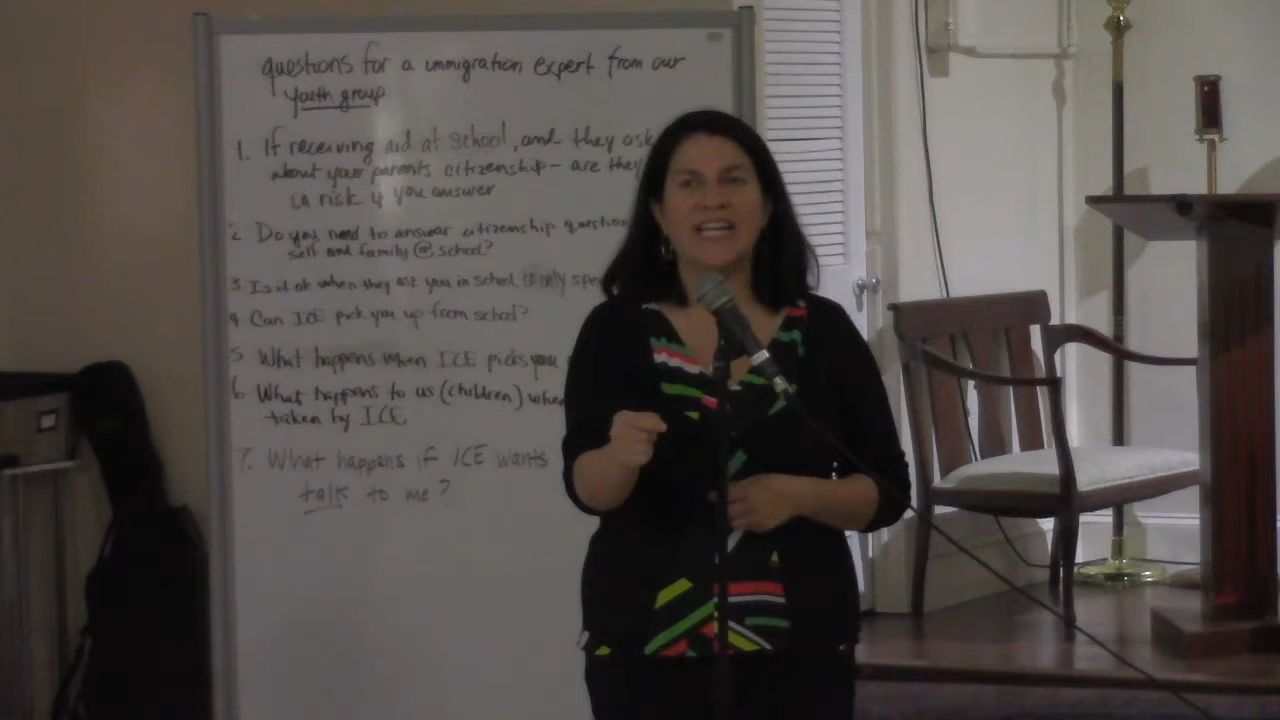 questions for a immigration expert from our
youth group
1. If receiving aid at school, and they ask
about your parents citizenship - are they
in risk if you answer
2. Do you need to answer citizenship question
self and family @ school?
3. Is it ok when they ask you in school to only spe
4. Can ICE pick you up from school?
5. What happens when ICE picks you
6. What happens to us (children) when
taken by ICE
7. What happens if ICE wants
talk to me?